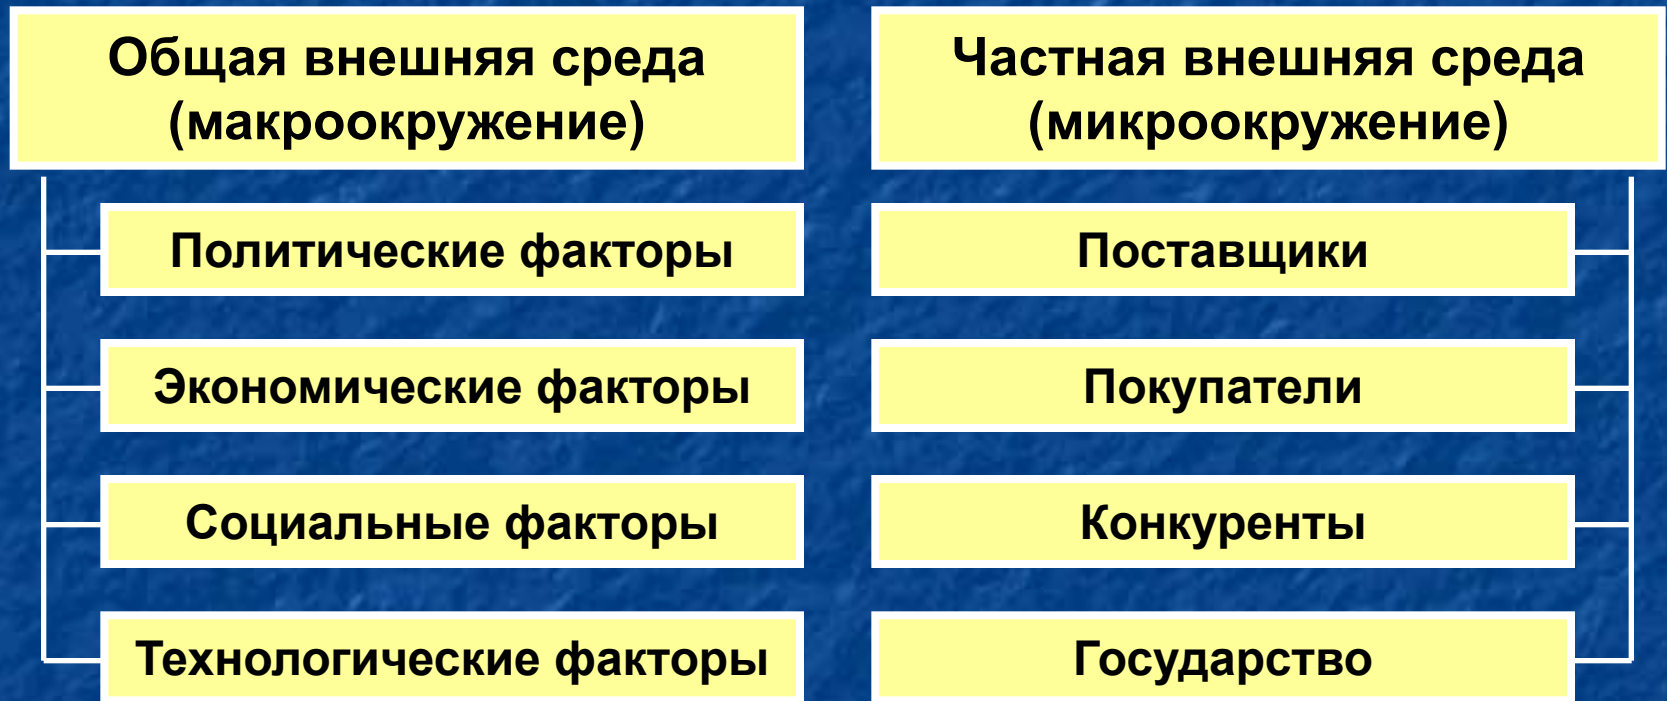 Общая внешняя среда
(макроокружение)
Политические факторы
Экономические факторы
Социальные факторы
Технологические факторы
Частная внешняя среда
(микроокружение)
Поставщики
Покупатели
Конкуренты
Государство